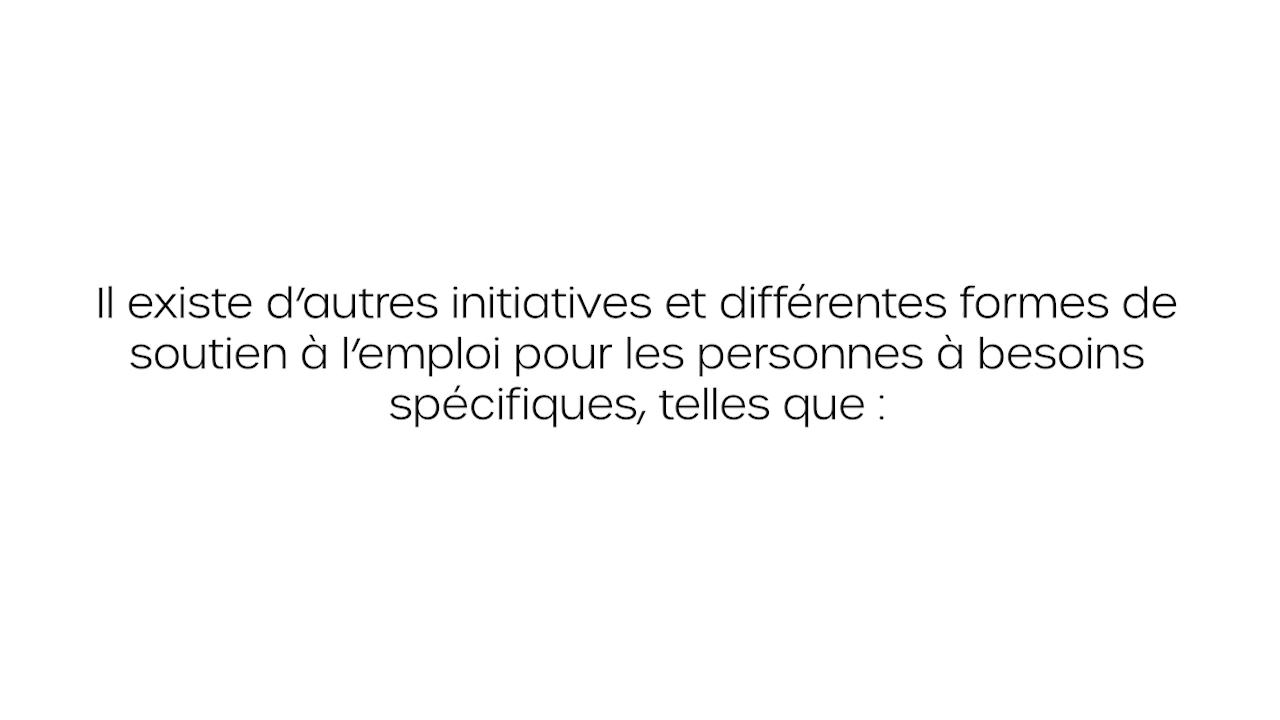 Il existe d’autres initiatives et différentes formes de
soutien à l’emploi pour les personnes à besoins
spécifiques, telles que :